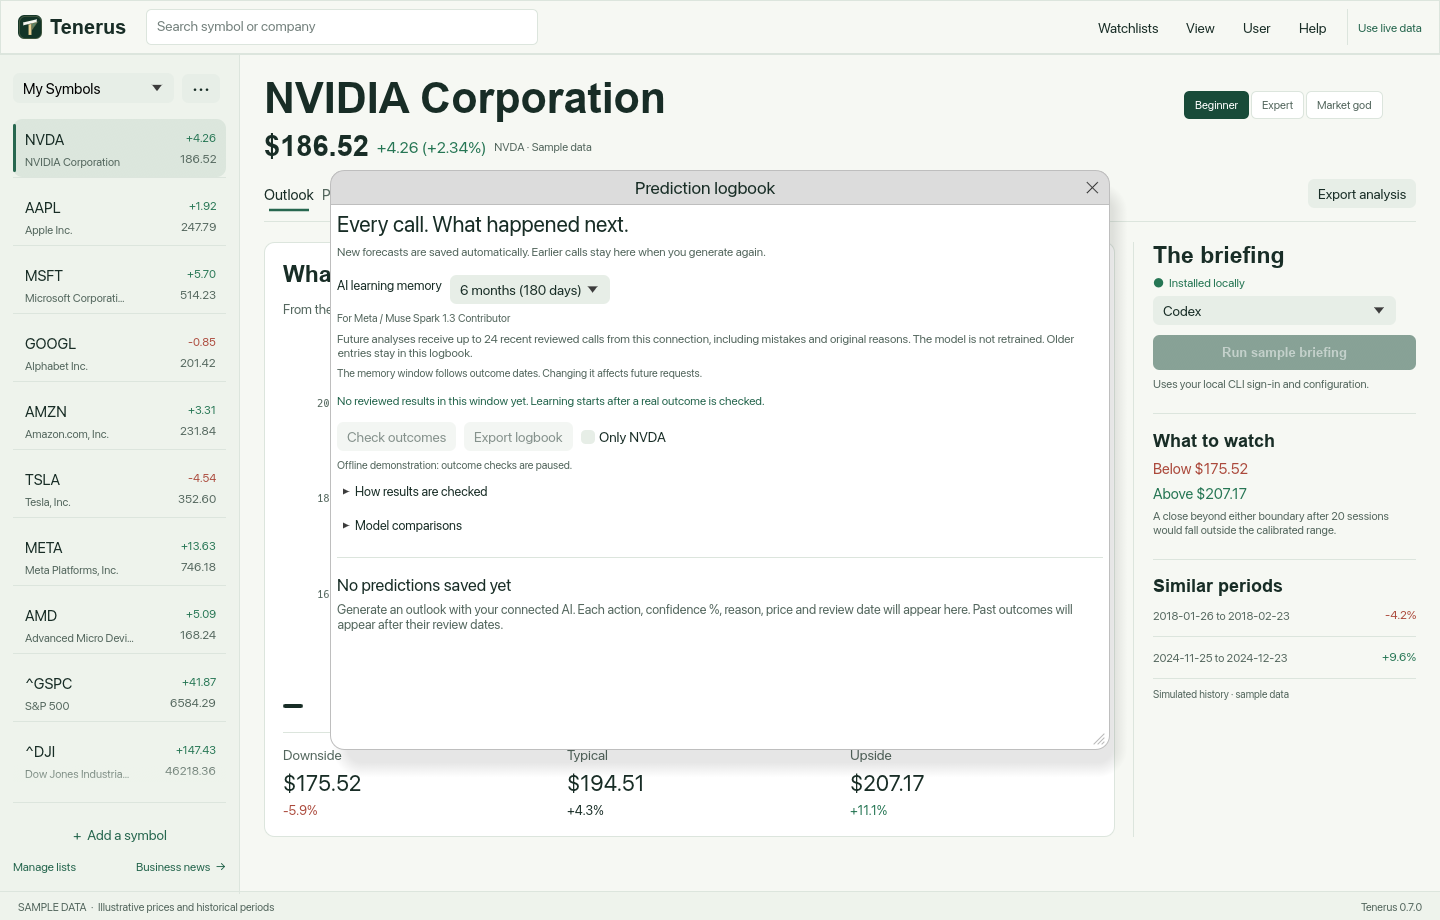 Tenerus
Search symbol or company
View
Watchlists
User
Help
Use live data
My Symbols
NVDA
+4.26
NVIDIA Corporation
186.52
AAPL
+1.92
Apple Inc.
247.79
MSFT
+5.70
Microsoft Corporati...
514.23
GOOGL
-0.85
Alphabet Inc.
201.42
AMZN
+3.31
Amazon.com, Inc.
231.84
TSLA
-4.54
Tesla, Inc.
352.60
META
+13.63
Meta Platforms, Inc.
746.18
AMD
+5.09
Advanced Micro Devi...
168.24
^GSPC
+41.87
S&P 500
6584.29
^DJI
+147.43
Dow Jones Industria...
46218.36
+ Add a symbol
Manage lists
Business news →
NVIDIA Corporation
$186.52 +4.26 (+2.34%) NVDA · Sample data
Beginner
Expert
Market god
Outlook
P
Export analysis
Wha
From the
20
18
16
Prediction logbook
Every call. What happened next.
New forecasts are saved automatically. Earlier calls stay here when you generate again.
AI learning memory
6 months (180 days)
For Meta / Muse Spark 1.3 Contributor
Future analyses receive up to 24 recent reviewed calls from this connection, including mistakes and original reasons. The model is not retrained. Older
entries stay in this logbook.
The memory window follows outcome dates. Changing it affects future requests.
No reviewed results in this window yet. Learning starts after a real outcome is checked.
Check outcomes
Export logbook
Only NVDA
Offline demonstration: outcome checks are paused.
How results are checked
Model comparisons
No predictions saved yet
Generate an outlook with your connected AI. Each action, confidence %, reason, price and review date will appear here. Past outcomes will
appear after their review dates.
Downside
$175.52
-5.9%
Typical
$194.51
+4.3%
Upside
$207.17
+11.1%
The briefing
Installed locally
Codex
Run sample briefing
Uses your local CLI sign-in and configuration.
What to watch
Below $175.52
Above $207.17
A close beyond either boundary after 20 sessions
would fall outside the calibrated range.
Similar periods
2018-01-26 to 2018-02-23
-4.2%
2024-11-25 to 2024-12-23
+9.6%
Simulated history · sample data
SAMPLE DATA · Illustrative prices and historical periods
Tenerus 0.7.0